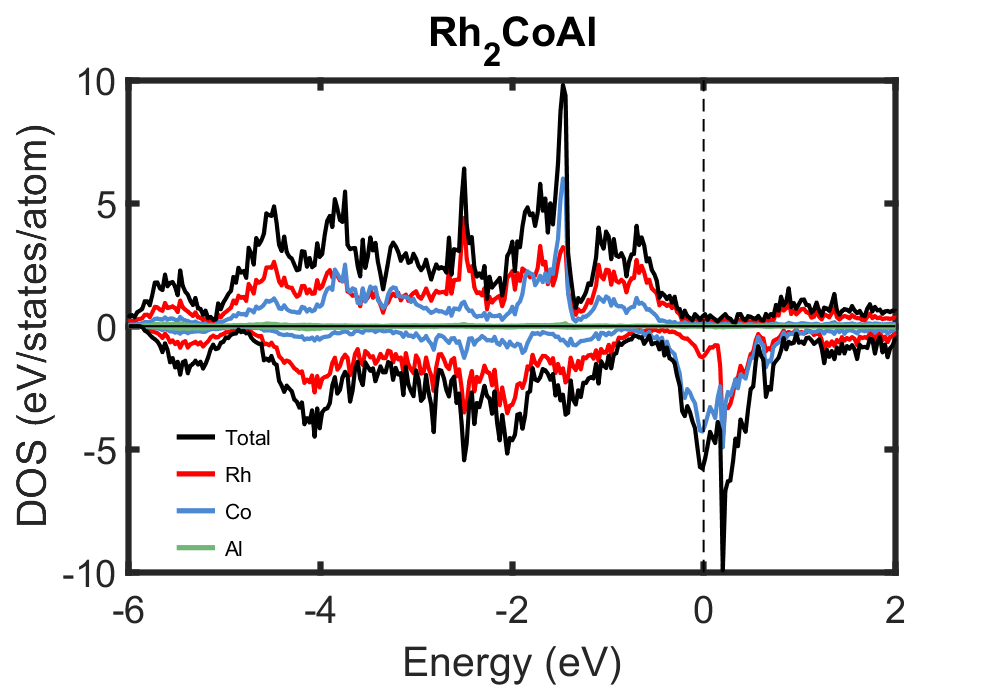 Rh2CoAl
DOS (eV/states/atom)
10
5
0
-5
-10
Total
Rh
Co
Al
-6 -4 -2 0 2
Energy (eV)